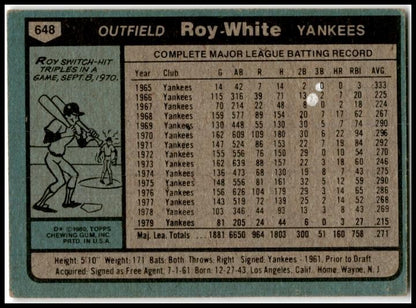 648
OUTFIELD Roy-White YANKEES
ROY SWITCH-HIT
TRIPLES IN A
GAME, SEPT. 8, 1970.
D* © 1980, TOPPS
CHEWING GUM, INC.
PRTD. IN U.S.A.
COMPLETE MAJOR LEAGUE BATTING RECORD
Year Club G AB R H 2B 3B HR RBI AVG
1965 Yankees 14 42 7 14 2 0 3 .333
1966 Yankees 115 316 39 71 13 2 7 20 .225
1967 Yankees 70 214 22 48 8 2 18 .224
1968 Yankees 159 577 89 154 20 7 17 62 .267
1969 Yankees 130 448 55 130 30 5 7 74 .290
1970 Yankees 162 609 109 180 30 6 22 94 .296
1971 Yankees 147 524 86 153 22 7 19 84 .292
1972 Yankees 155 556 76 150 29 0 10 54 .270
1973 Yankees 162 639 88 157 22 3 18 60 .246
1974 Yankees 136 473 68 130 19 8 7 43 .275
1975 Yankees 148 556 81 161 32 5 12 59 .290
1976 Yankees 156 626 104 179 29 3 14 65 .286
1977 Yankees 143 519 72 139 25 2 14 52 .268
1978 Yankees 103 346 44 93 13 3 8 43 .269
1979 Yankees 81 205 24 44 6 0 3 27 .215
Maj. Lea. Totals 1881 6650 964 1803 300 51 160 758 .271
Height: 5'10" Weight: 171 Bats: Both Throws: Right Signed: Yankees - 1961, Prior to Draft
Acquired: Signed as Free Agent, 7-1-61 Born: 12-27-43, Los Angeles, Calif. Home: Wayne, N. J